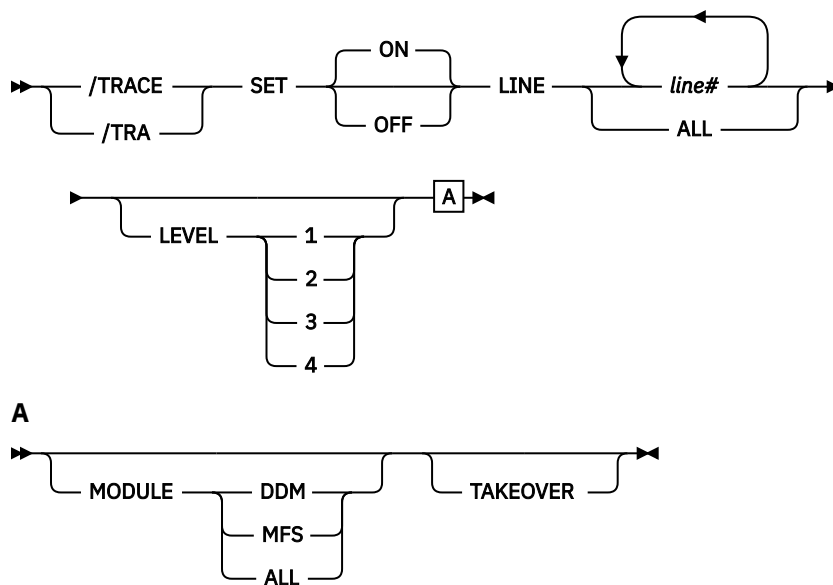 ON
/TRACE SET LINE line#
/TRA OFF ALL
A
LEVEL 1
2
3
4
A
MODULE DDM TAKEOVER
MFS
ALL